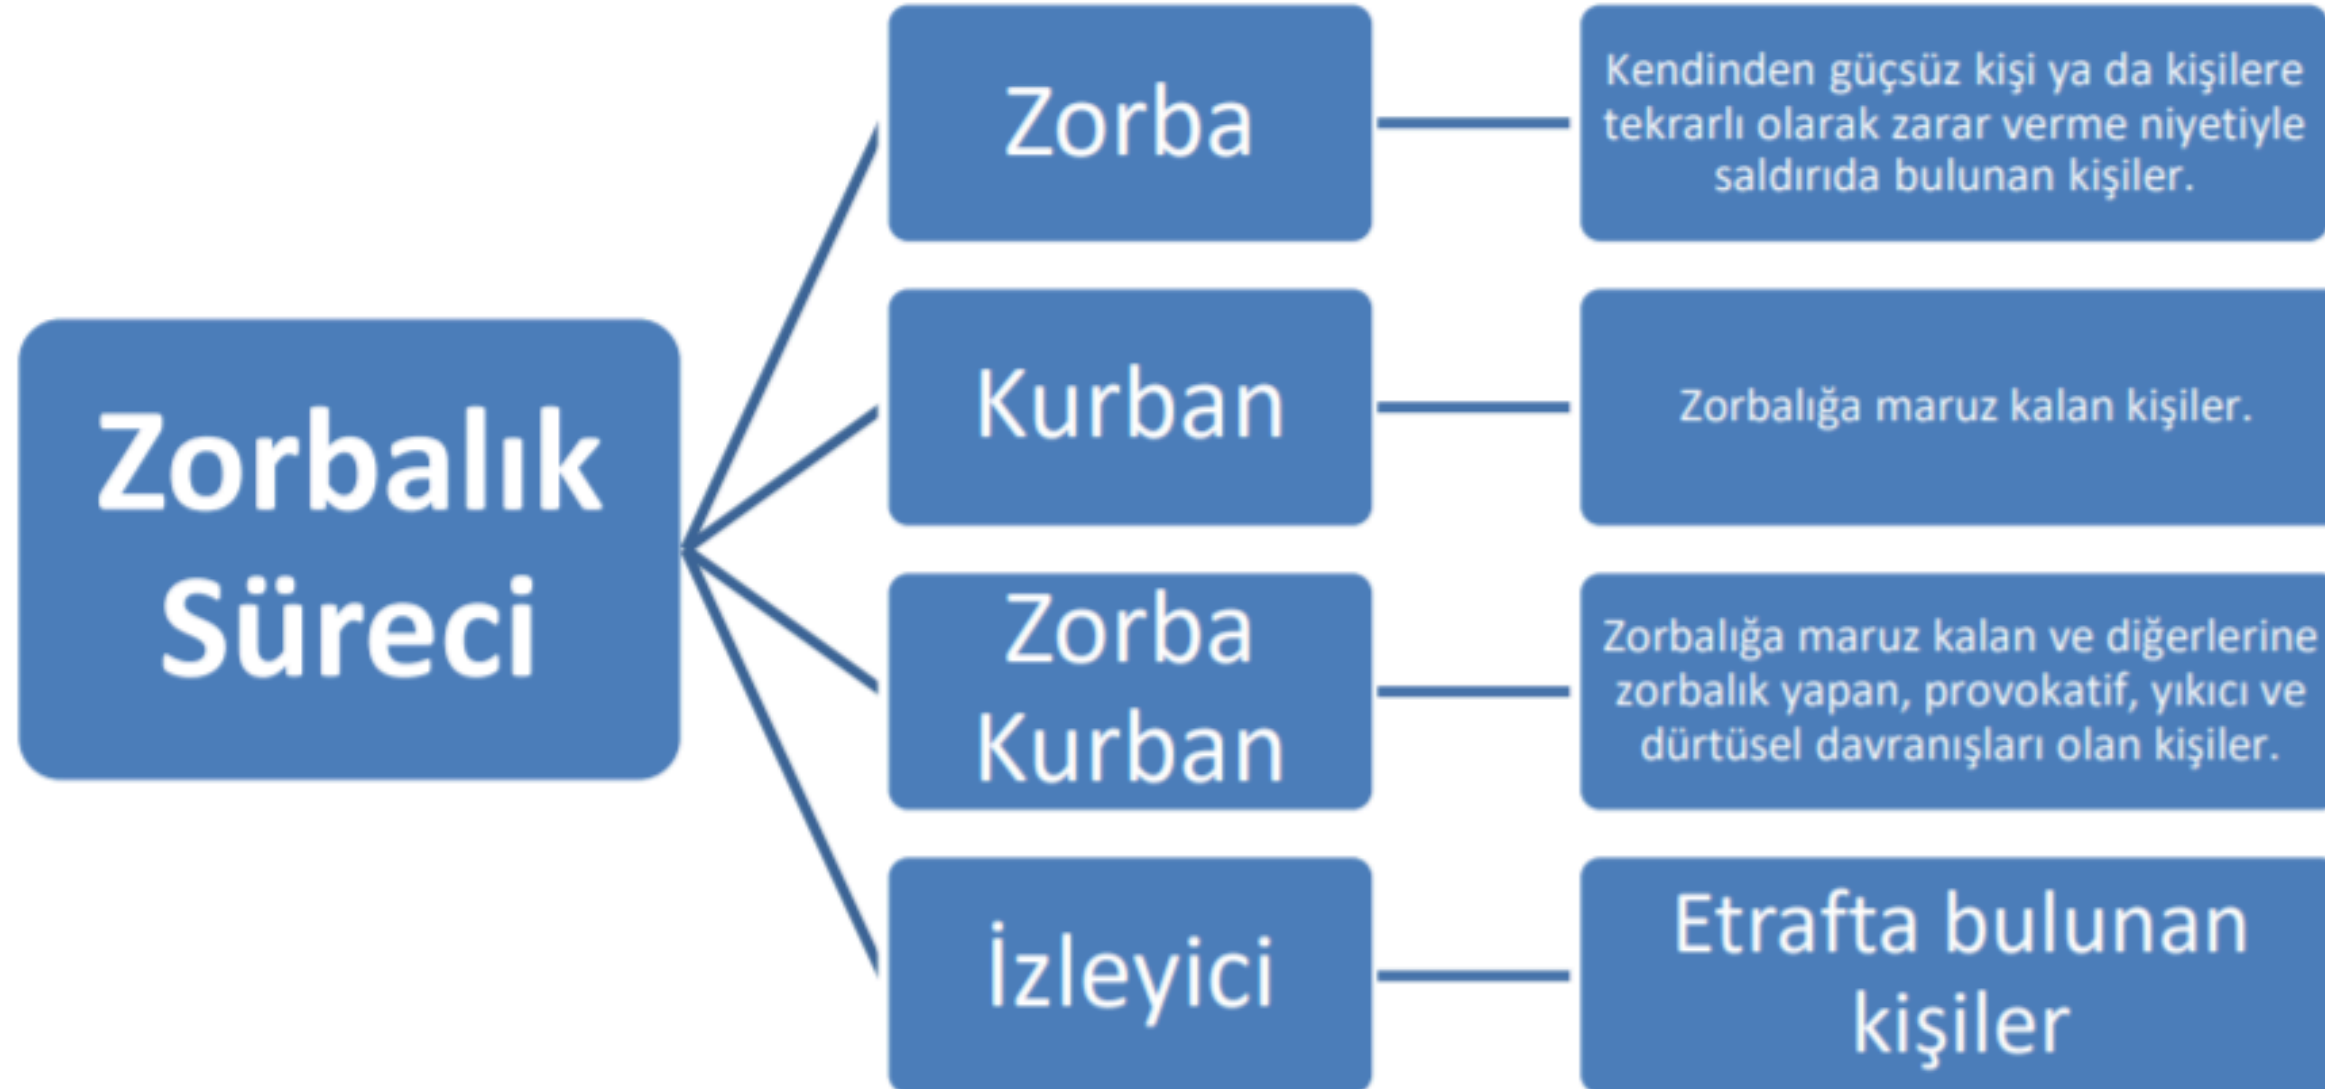 Zorbalık
Süreci
Zorba
Kendinden güçsüz kişi ya da kişilere
tekrarlı olarak zarar verme niyetiyle
saldırıda bulunan kişiler.
Kurban
Zorbalığa maruz kalan kişiler.
Zorba
Kurban
Zorbalığa maruz kalan ve diğerlerine
zorbalık yapan, provokatif, yıkıcı ve
dürtüsel davranışları olan kişiler.
İzleyici
Etrafta bulunan
kişiler